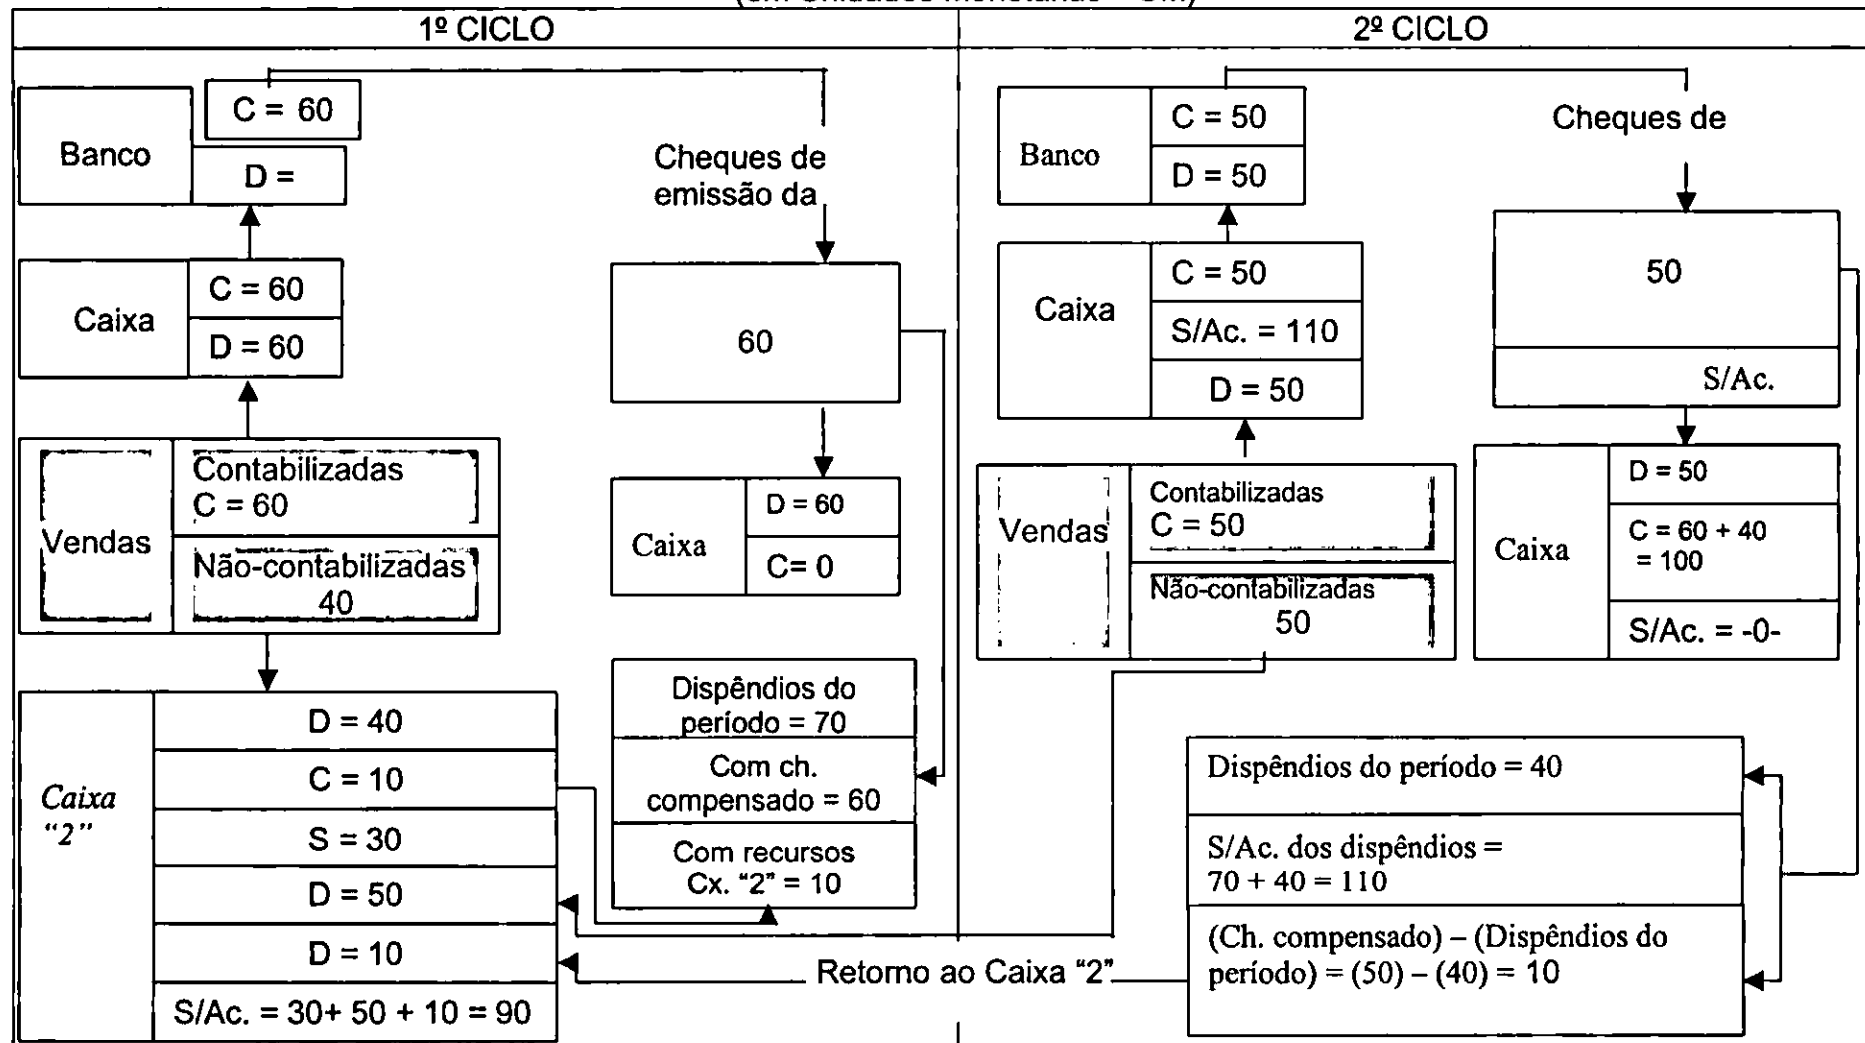 1º CICLO
2º CICLO
Banco
C = 60
D =
Cheques de
emissão da
Caixa
C = 60
D = 60
60
Vendas
Contabilizadas
C = 60
Não-contabilizadas
40
Caixa
D = 60
C= 0
Caixa
"2"
D = 40
C = 10
S = 30
D = 50
D = 10
S/Ac. = 30+ 50 + 10 = 90
Dispêndios do
período = 70
Com ch.
compensado = 60
Com recursos
Cx. "2" = 10
Banco
C = 50
D = 50
Cheques de
Caixa
C = 50
S/Ac. = 110
D = 50
50
S/Ac.
Vendas
Contabilizadas
C = 50
Não-contabilizadas
50
Caixa
D = 50
C = 60 + 40
= 100
S/Ac. = -0-
Dispêndios do período = 40
S/Ac. dos dispêndios =
70 + 40 = 110
(Ch. compensado) – (Dispêndios do
período) = (50) – (40) = 10
Retorno ao Caixa "2"